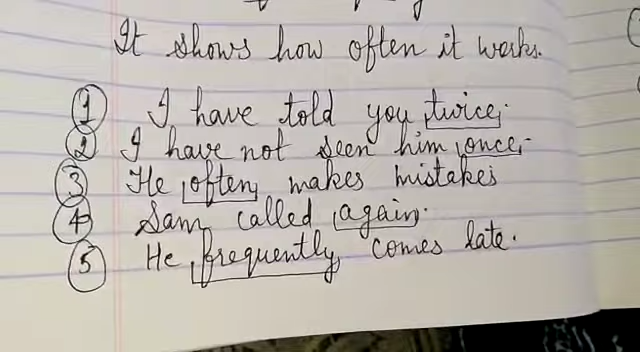 It shows how often it works.
1 I have told you twice.
2 I have not seen him once.
3 He often makes mistakes
4 Sam called again.
5 He frequently comes late.